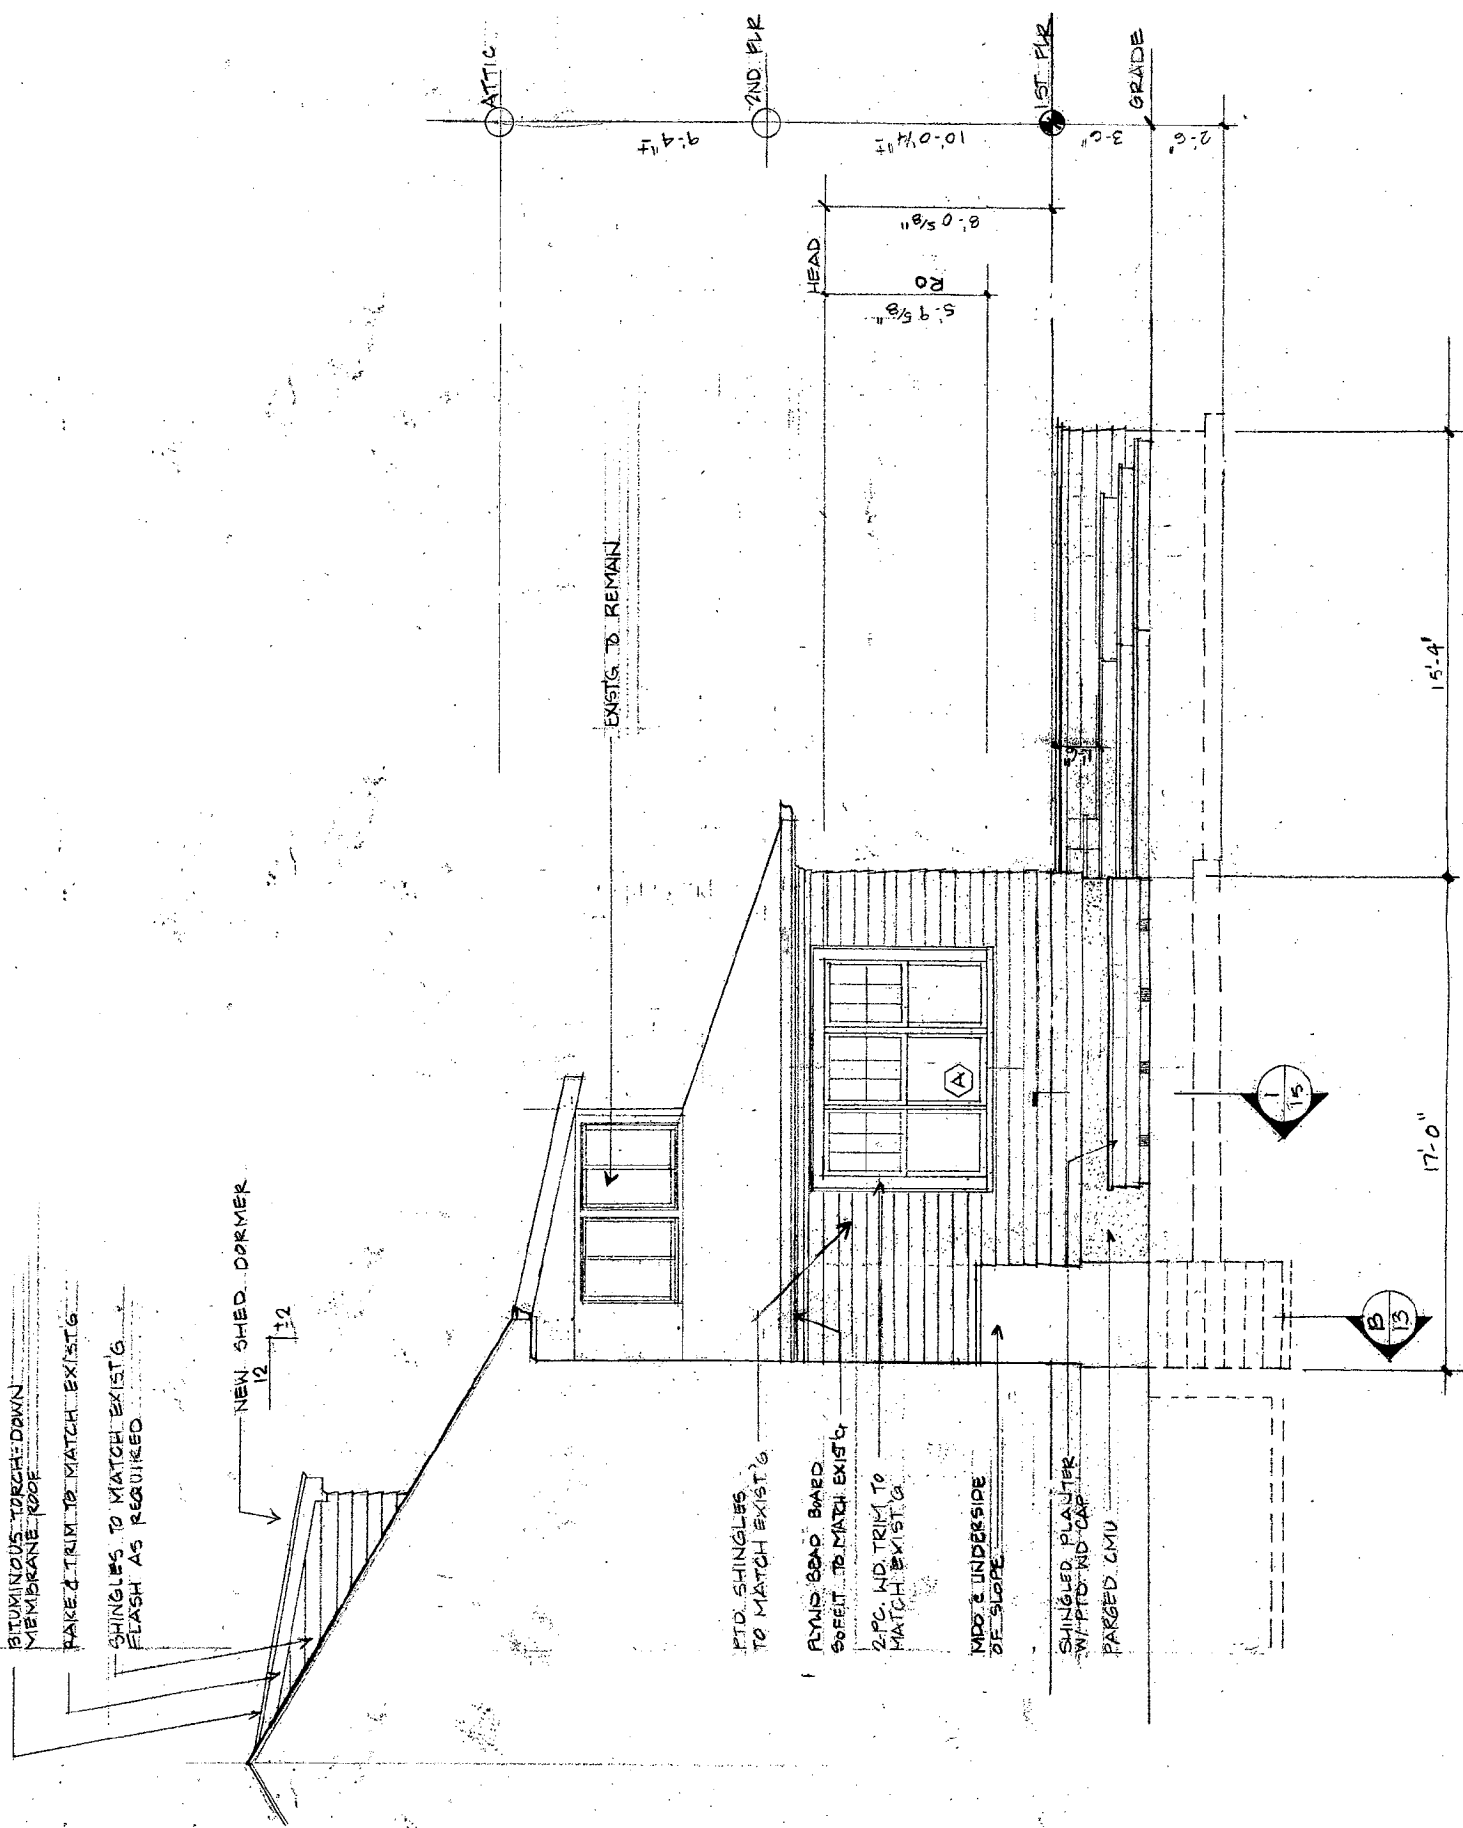 BITUMINOUS TORCH-DOWN
MEMBRANE ROOF
RAKE & TRIM TO MATCH EXIST'G
SHINGLES TO MATCH EXIST'G
FLASH AS REQUIRED
NEW SHED DORMER
12
±2
EXIST'G TO REMAIN
ATTIC
9'-4"±
2ND FLR
10'-0 1/4"±
1ST FLR
3'-6"
GRADE
2'-6"
HEAD
8'-0 5/8"
RO
5'-9 5/8"
PTD. SHINGLES
TO MATCH EXIST'G
PLYWD BEAD BOARD
SOFFIT TO MATCH EXIST'G
2-PC. WD. TRIM TO
MATCH EXIST'G
MDO @ UNDERSIDE
OF SLOPE
SHINGLED PLAUTER
W/ PTD WD CAP
PARGED CMU
A
1'-6"
1
15
B
13
17'-0"
15'-4"